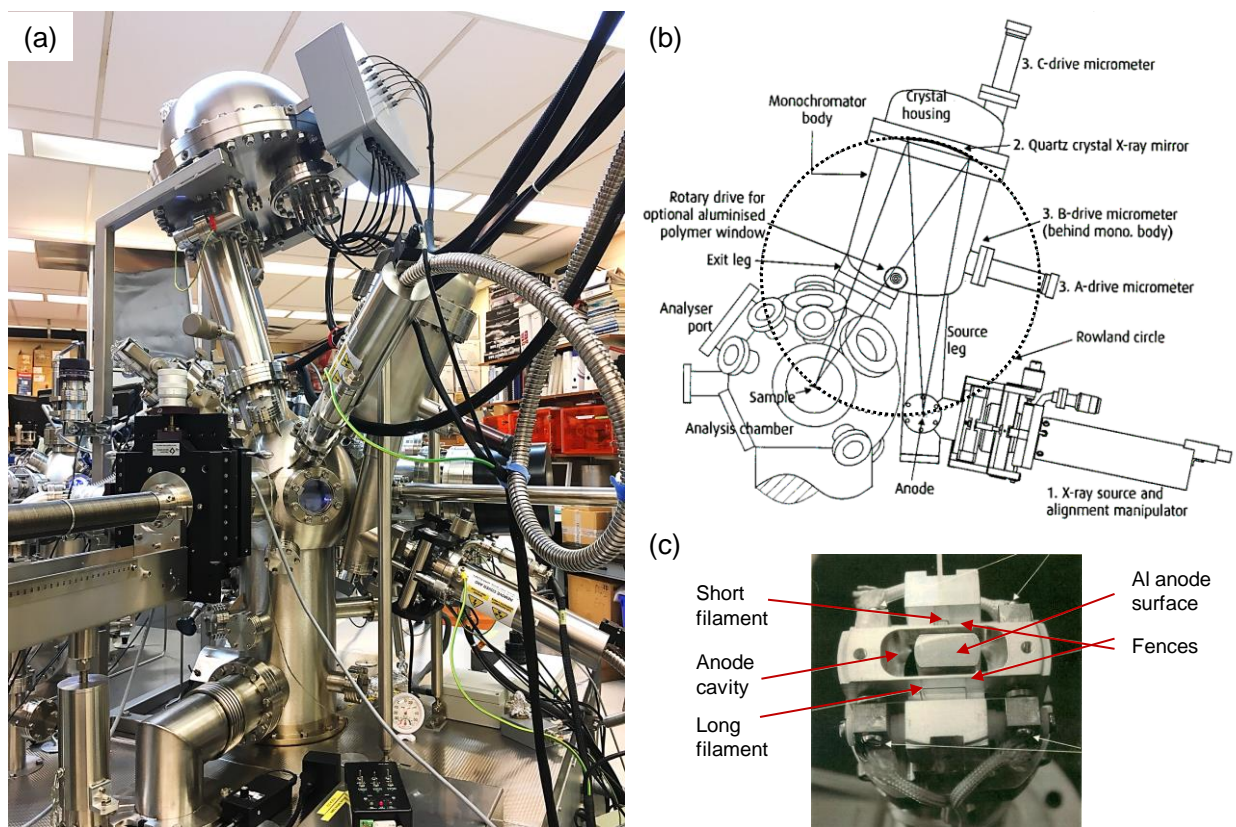 (a)
(b)
3. C-drive micrometer
Monochromator
body
Crystal
housing
2. Quartz crystal X-ray mirror
Rotary drive for
optional aluminised
polymer window
3. B-drive micrometer
(behind mono. body)
Exit leg
3. A-drive micrometer
Analyser
port
Source
leg
Rowland circle
Sample
Analysis chamber
Anode
1. X-ray source and
alignment manipulator
(c)
Short
filament
Al anode
surface
Anode
cavity
Fences
Long
filament